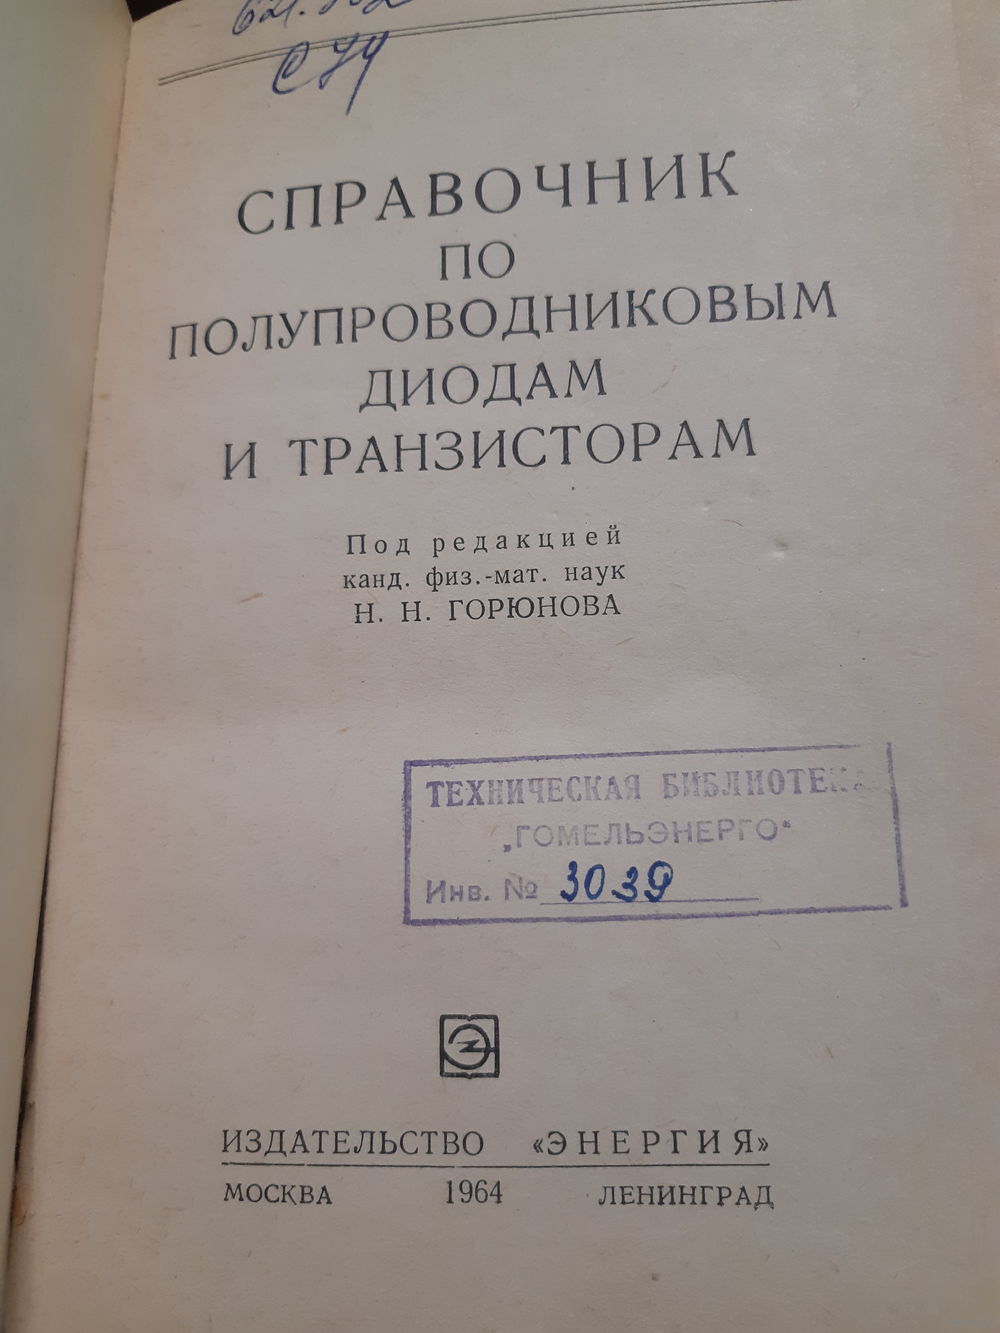 С74
СПРАВОЧНИК
ПО
ПОЛУПРОВОДНИКОВЫМ
ДИОДАМ
И ТРАНЗИСТОРАМ
Под редакцией
канд. физ.-мат. наук
Н. Н. ГОРЮНОВА
ТЕХНИЧЕСКАЯ БИБЛИОТЕКА
„ГОМЕЛЬЭНЕРГО“
Инв. № 3039
ИЗДАТЕЛЬСТВО «ЭНЕРГИЯ»
МОСКВА 1964 ЛЕНИНГРАД